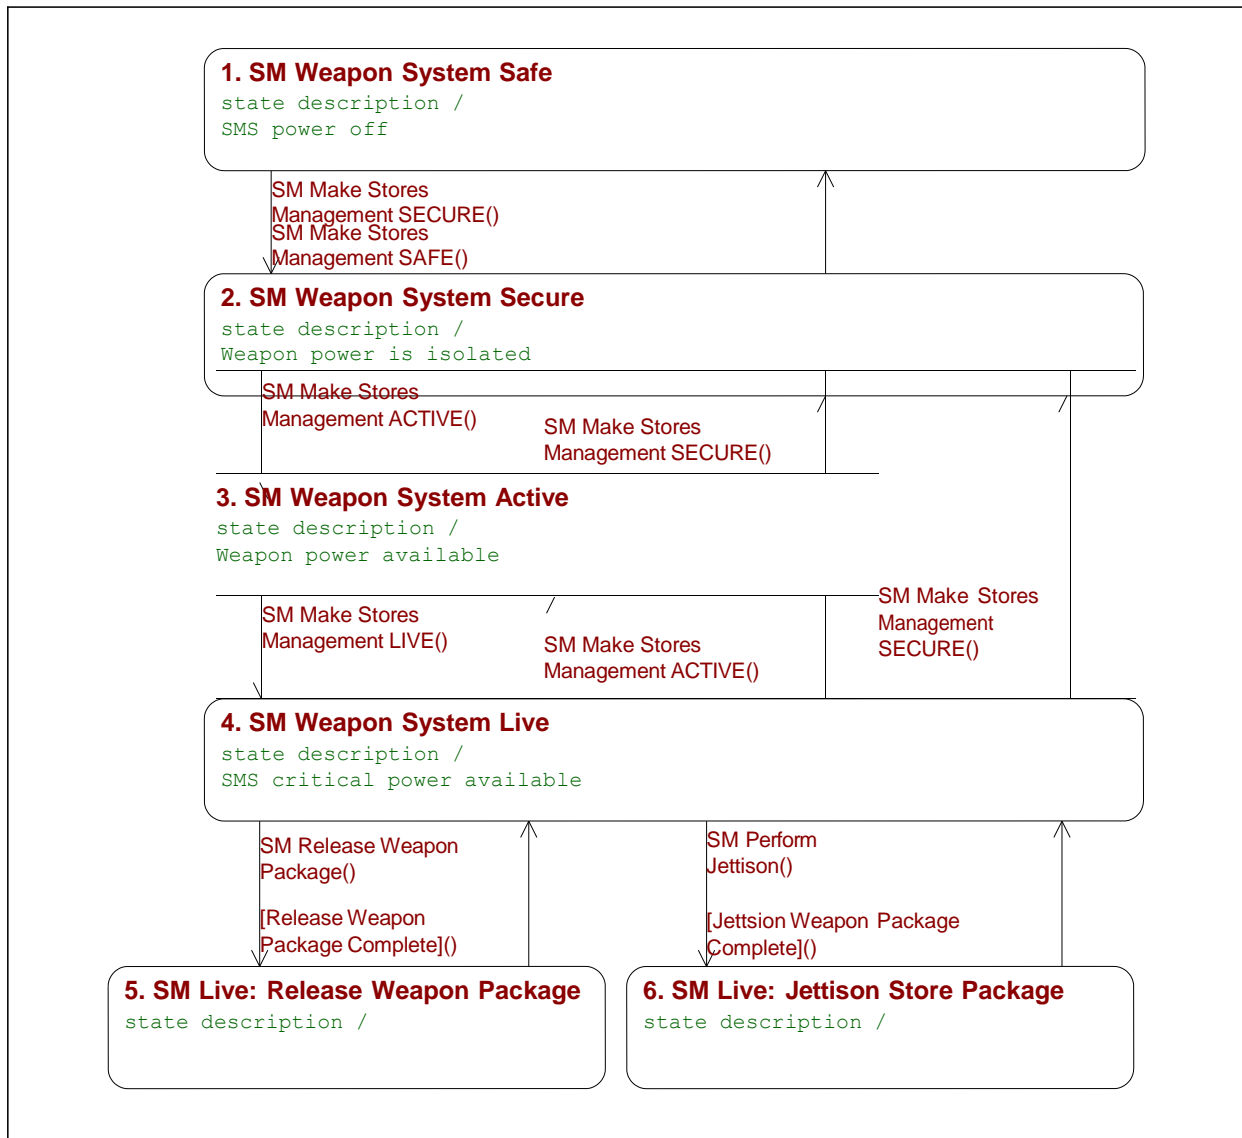 1. SM Weapon System Safe
state description /
SMS power off
SM Make Stores
Management SECURE()
SM Make Stores
Management SAFE()
2. SM Weapon System Secure
state description /
Weapon power is isolated
SM Make Stores
Management ACTIVE()
SM Make Stores
Management SECURE()
3. SM Weapon System Active
state description /
Weapon power available
SM Make Stores
Management
SECURE()
SM Make Stores
Management LIVE()
SM Make Stores
Management ACTIVE()
4. SM Weapon System Live
state description /
SMS critical power available
SM Release Weapon
Package()
[Release Weapon
Package Complete]()
SM Perform
Jettison()
[Jettsion Weapon Package
Complete]()
5. SM Live: Release Weapon Package
state description /
6. SM Live: Jettison Store Package
state description /